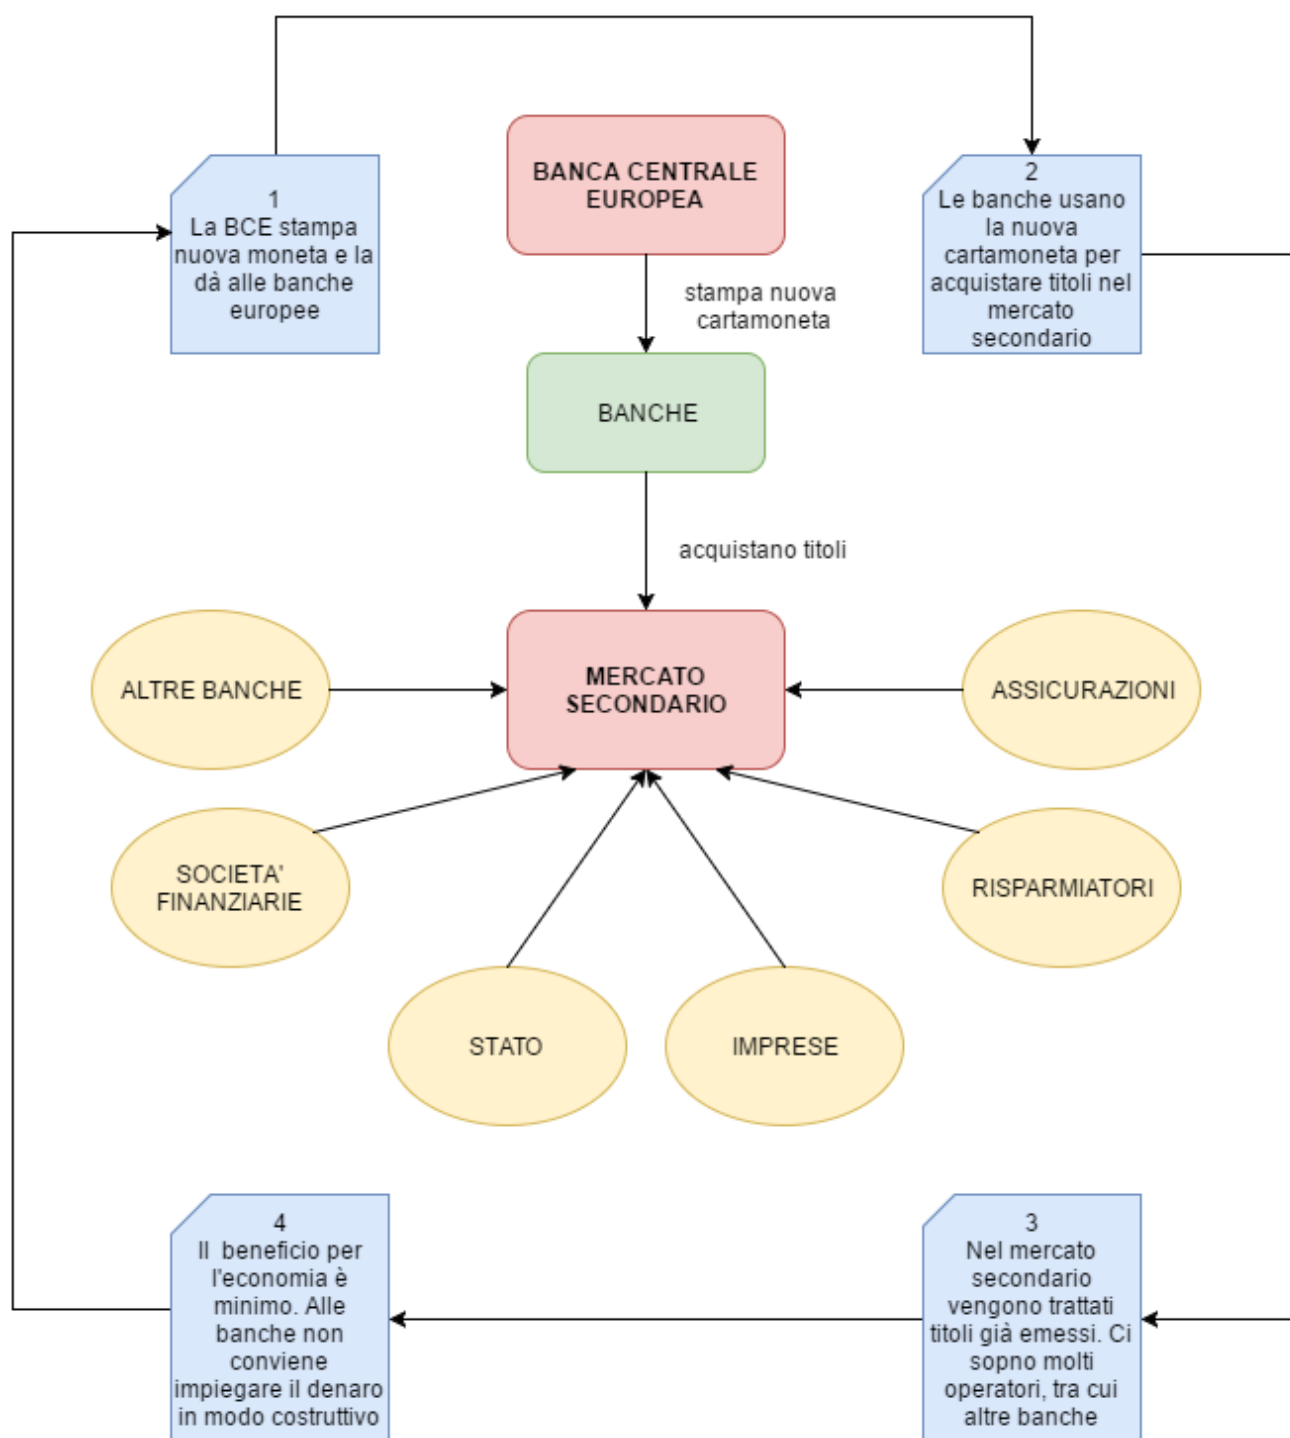 BANCA CENTRALE
EUROPEA
1
La BCE stampa
nuova moneta e la
dà alle banche
europee
2
Le banche usano
la nuova
cartamoneta per
acquistare titoli nel
mercato
secondario
stampa nuova
cartamoneta
BANCHE
acquistano titoli
MERCATO
SECONDARIO
ALTRE BANCHE
ASSICURAZIONI
SOCIETA'
FINANZIARIE
RISPARMIATORI
STATO
IMPRESE
4
Il  beneficio per
l'economia è
minimo. Alle
banche non
conviene
impiegare il denaro
in modo costruttivo
3
Nel mercato
secondario
vengono trattati
titoli già emessi. Ci
sopno molti
operatori, tra cui
altre banche